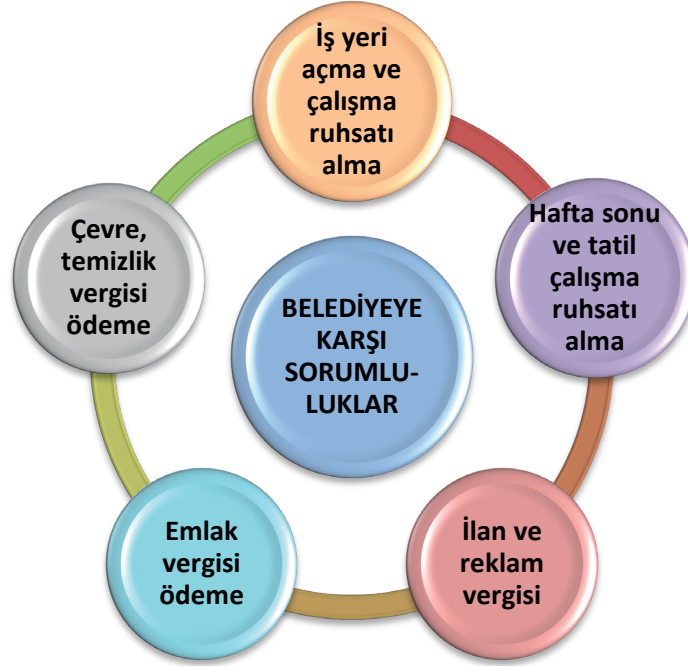 İş yeri
açma ve
çalışma
ruhsatı
alma
Hafta sonu
ve tatil
çalışma
ruhsatı
alma
İlan ve
reklam
vergisi
Emlak
vergisi
ödeme
Çevre,
temizlik
vergisi
ödeme
BELEDİYEYE
KARŞI
SORUMLU-
LUKLAR